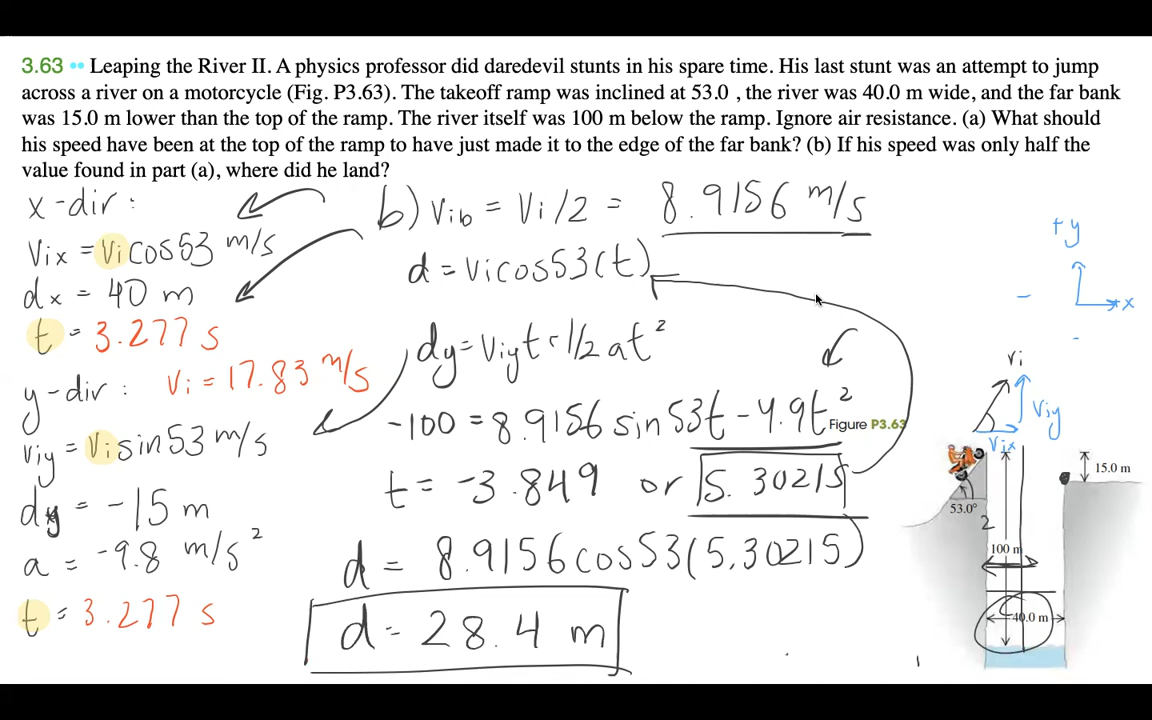 3.63 •• Leaping the River II. A physics professor did daredevil stunts in his spare time. His last stunt was an attempt to jump
across a river on a motorcycle (Fig. P3.63). The takeoff ramp was inclined at 53.0 , the river was 40.0 m wide, and the far bank
was 15.0 m lower than the top of the ramp. The river itself was 100 m below the ramp. Ignore air resistance. (a) What should
his speed have been at the top of the ramp to have just made it to the edge of the far bank? (b) If his speed was only half the
value found in part (a), where did he land?
x-dir:
Vix = Vi cos53 m/s
dx = 40 m
t = 3.277 s
y-dir: Vi = 17.83 m/s
Viy = Vi sin53 m/s
dy = -15 m
a = -9.8 m/s²
t = 3.277 s
b) Vib = Vi/2 = 8.9156 m/s
d = Vicos53(t)
dy = Viyt - 1/2 at²
-100 = 8.9156 sin53t - 4.9t²
t = -3.849 or 5.30215
d = 8.9156cos53(5.30215)
d = 28.4 m
+y
x
Vi
Viy
Vix
Figure P3.63
15.0 m
53.0°
2
100 m
40.0 m